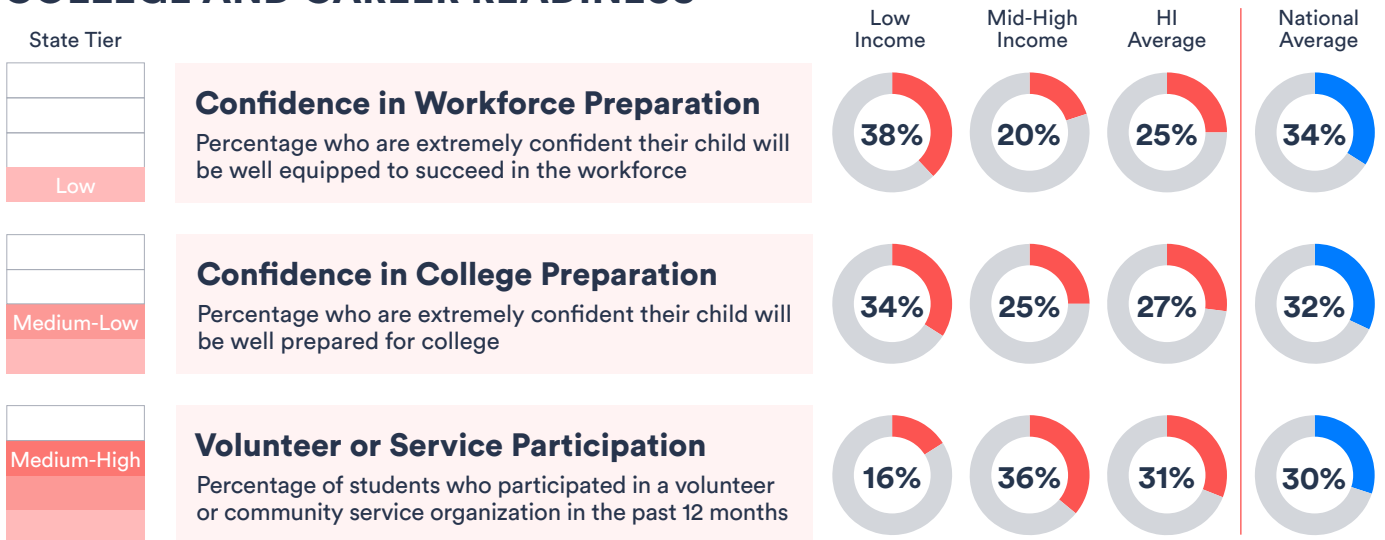 COLLEGE AND CAREER READINESS
State Tier
Low
Income
Mid-High
Income
HI
Average
National
Average
Low
Confidence in Workforce Preparation
Percentage who are extremely confident their child will
be well equipped to succeed in the workforce
38%
20%
25%
34%
Medium-Low
Confidence in College Preparation
Percentage who are extremely confident their child will
be well prepared for college
34%
25%
27%
32%
Medium-High
Volunteer or Service Participation
Percentage of students who participated in a volunteer
or community service organization in the past 12 months
16%
36%
31%
30%